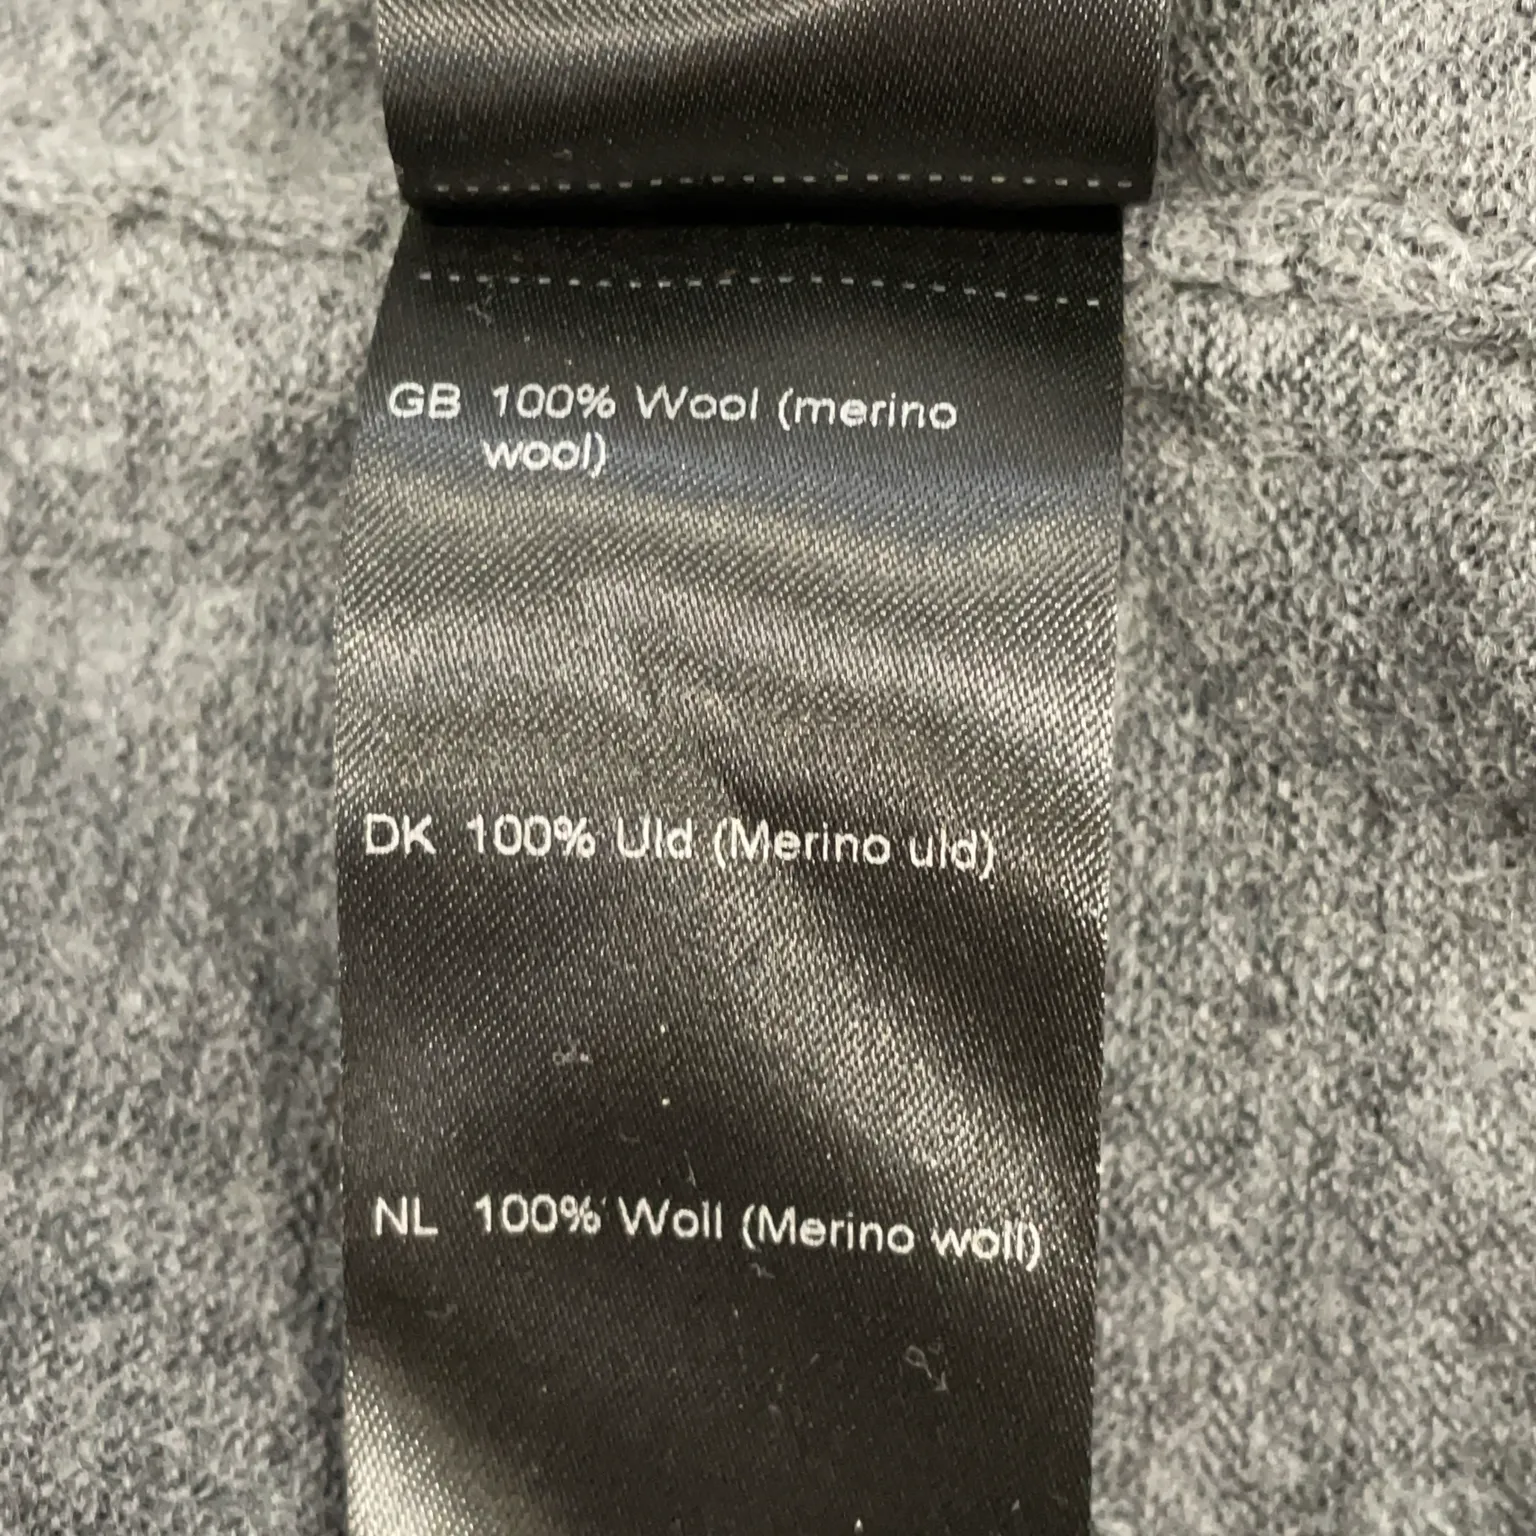 GB 100% Wool (merino
wool)
DK 100% Uld (Merino uld)
NL 100% Woll (Merino woll)